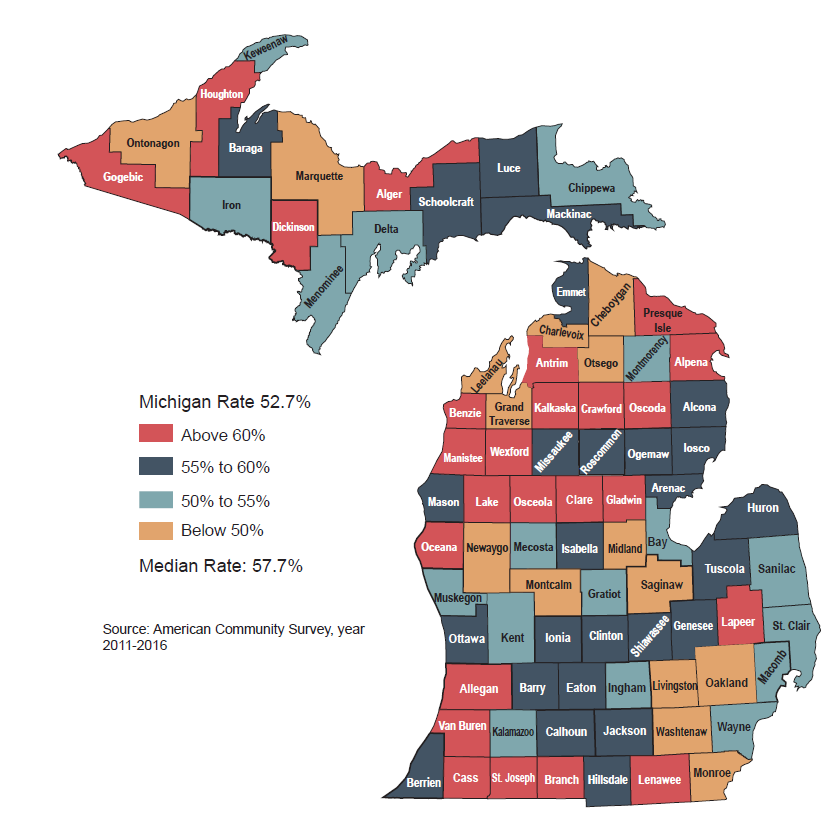 Keweenaw
Houghton
Ontonagon
Baraga
Gogebic
Marquette
Iron
Alger
Luce
Chippewa
Schoolcraft
Mackinac
Dickinson
Delta
Menominee
Emmet
Cheboygan
Presque
Isle
Charlevoix
Leelanau
Antrim
Otsego
Montmorency
Alpena
Benzie
Grand
Traverse
Kalkaska
Crawford
Oscoda
Alcona
Manistee
Wexford
Missaukee
Roscommon
Ogemaw
Iosco
Mason
Lake
Osceola
Clare
Gladwin
Arenac
Huron
Oceana
Newaygo
Mecosta
Isabella
Midland
Bay
Tuscola
Sanilac
Muskegon
Montcalm
Gratiot
Saginaw
Ottawa
Kent
Ionia
Clinton
Shiawassee
Genesee
Lapeer
St. Clair
Allegan
Barry
Eaton
Ingham
Livingston
Oakland
Macomb
Van Buren
Kalamazoo
Calhoun
Jackson
Washtenaw
Wayne
Berrien
Cass
St. Joseph
Branch
Hillsdale
Lenawee
Monroe
Michigan Rate 52.7%
Above 60%
55% to 60%
50% to 55%
Below 50%
Median Rate: 57.7%
Source: American Community Survey, year
2011-2016